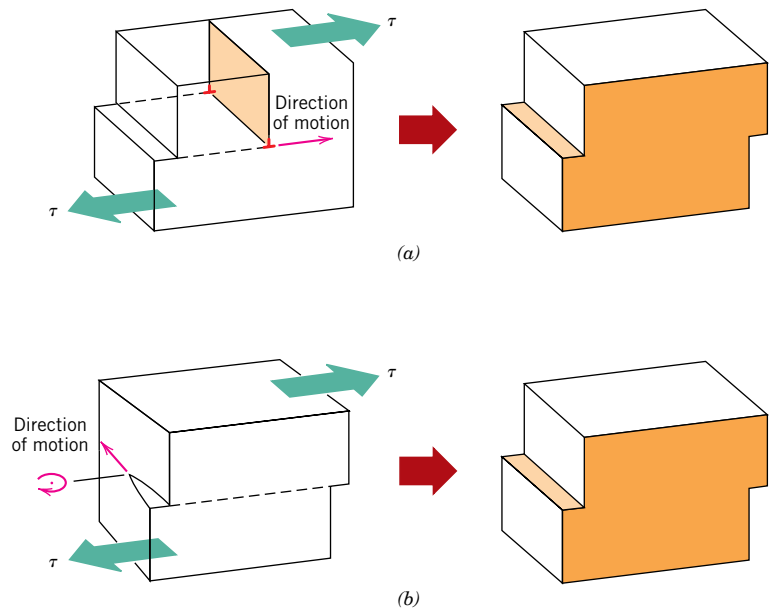 τ
Direction
of motion
τ
(a)
τ
Direction
of motion
τ
(b)